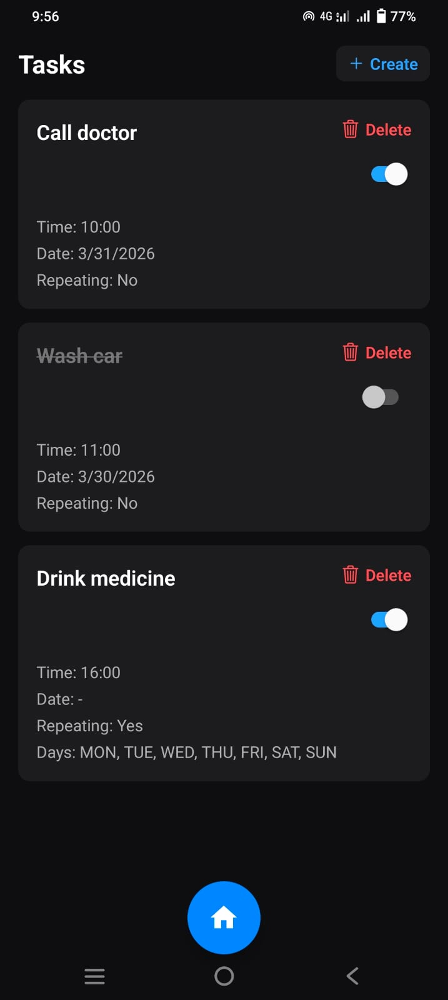 9:56 4G 77%
Tasks + Create
Call doctor Delete
Time: 10:00
Date: 3/31/2026
Repeating: No
Wash car Delete
Time: 11:00
Date: 3/30/2026
Repeating: No
Drink medicine Delete
Time: 16:00
Date: -
Repeating: Yes
Days: MON, TUE, WED, THU, FRI, SAT, SUN